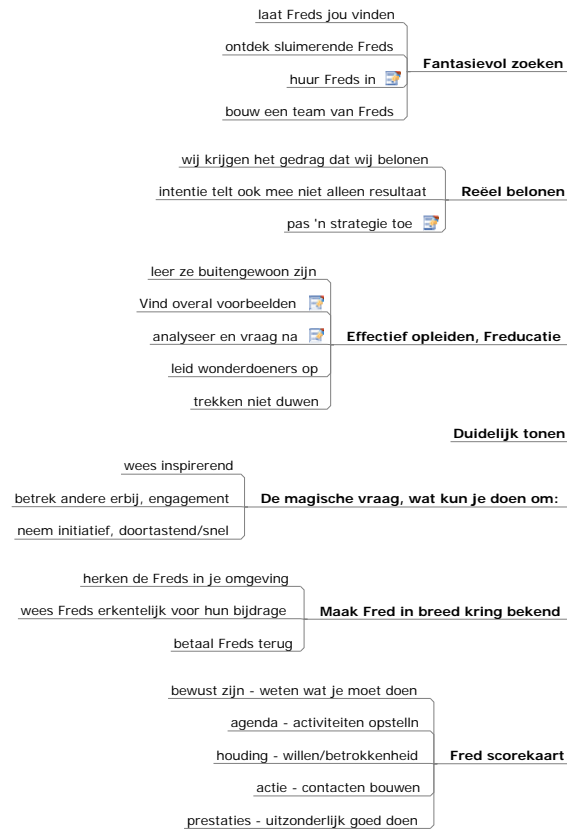 laat Freds jou vinden
ontdek sluimerende Freds
Fantasievol zoeken
huur Freds in
bouw een team van Freds
wij krijgen het gedrag dat wij belonen
intentie telt ook mee niet alleen resultaat
Reëel belonen
pas 'n strategie toe
leer ze buitengewoon zijn
Vind overal voorbeelden
analyseer en vraag na
Effectief opleiden, Freducatie
leid wonderdoeners op
trekken niet duwen
Duidelijk tonen
wees inspirerend
betrek andere erbij, engagement
De magische vraag, wat kun je doen om:
neem initiatief, doortastend/snel
herken de Freds in je omgeving
wees Freds erkentelijk voor hun bijdrage
Maak Fred in breed kring bekend
betaal Freds terug
bewust zijn - weten wat je moet doen
agenda - activiteiten opstelln
houding - willen/betrokkenheid
Fred scorekaart
actie - contacten bouwen
prestaties - uitzonderlijk goed doen